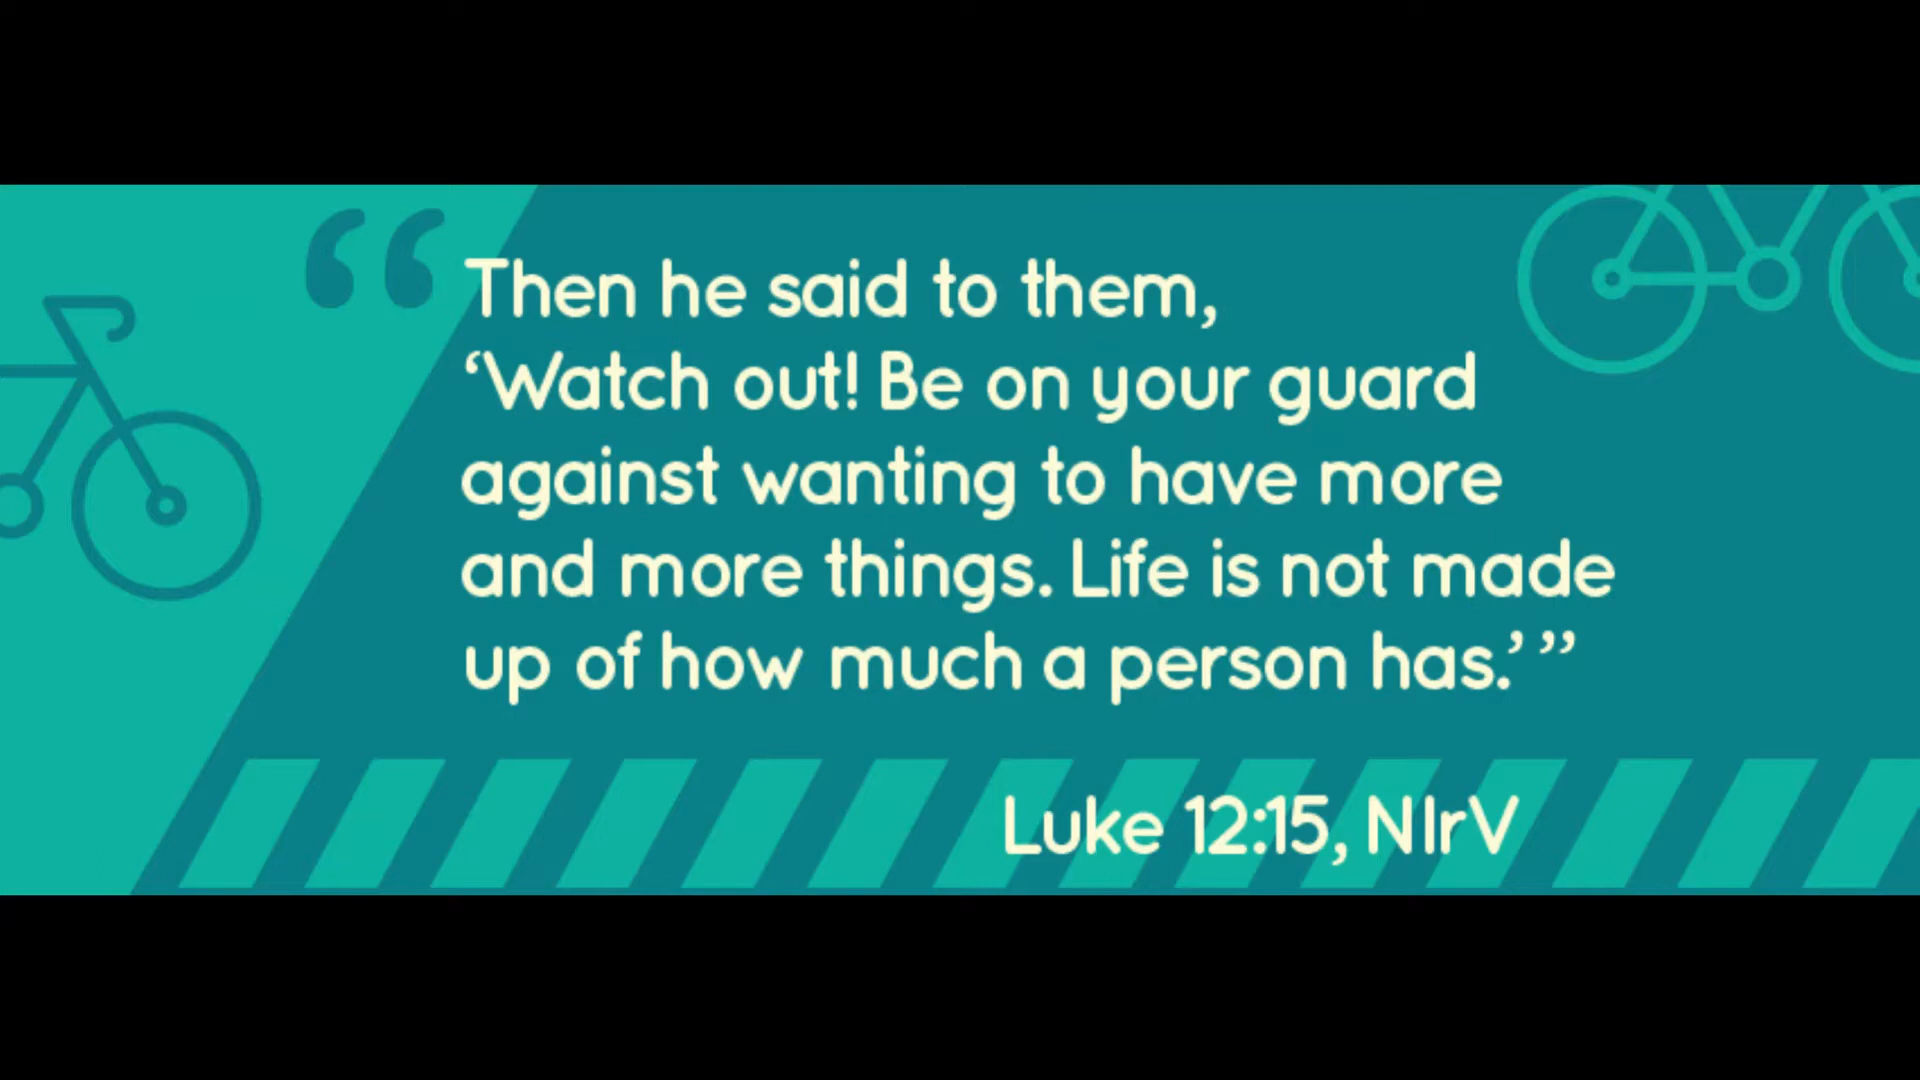 “Then he said to them,
‘Watch out! Be on your guard
against wanting to have more
and more things. Life is not made
up of how much a person has.’ ”
Luke 12:15, NIrV